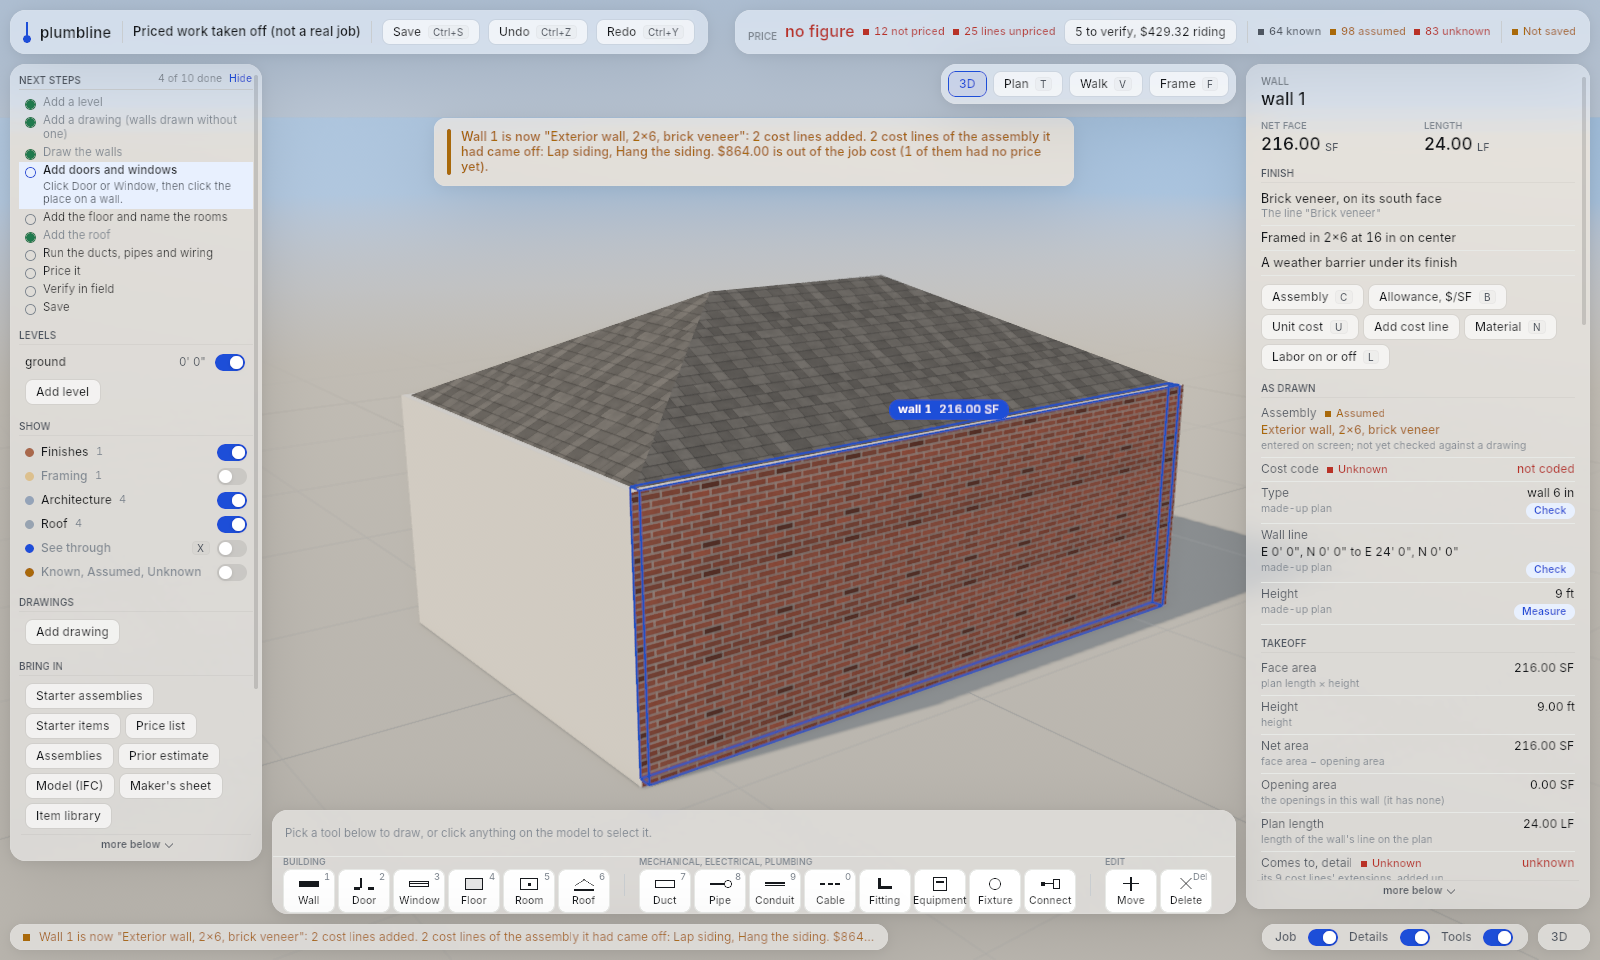 plumbline
Priced work taken off (not a real job)
Save Ctrl+S
Undo Ctrl+Z
Redo Ctrl+Y
PRICE no figure
12 not priced
25 lines unpriced
5 to verify, $429.32 riding
64 known
98 assumed
83 unknown
Not saved
NEXT STEPS
4 of 10 done Hide
Add a level
Add a drawing (walls drawn without
one)
Draw the walls
Add doors and windows
Click Door or Window, then click the
place on a wall.
Add the floor and name the rooms
Add the roof
Run the ducts, pipes and wiring
Price it
Verify in field
Save
LEVELS
ground 0' 0"
Add level
SHOW
Finishes 1
Framing 1
Architecture 4
Roof 4
See through X
Known, Assumed, Unknown
DRAWINGS
Add drawing
BRING IN
Starter assemblies
Starter items Price list
Assemblies Prior estimate
Model (IFC) Maker's sheet
Item library
more below
3D
Plan T
Walk V
Frame F
Wall 1 is now "Exterior wall, 2×6, brick veneer": 2 cost lines added. 2 cost lines of the assembly it
had came off: Lap siding, Hang the siding. $864.00 is out of the job cost (1 of them had no price
yet).
wall 1 216.00 SF
Pick a tool below to draw, or click anything on the model to select it.
BUILDING
1 Wall
2 Door
3 Window
4 Floor
5 Room
6 Roof
MECHANICAL, ELECTRICAL, PLUMBING
7 Duct
8 Pipe
9 Conduit
0 Cable
Fitting
Equipment
Fixture
Connect
EDIT
Move
Del Delete
WALL
wall 1
NET FACE LENGTH
216.00 SF 24.00 LF
FINISH
Brick veneer, on its south face
The line "Brick veneer"
Framed in 2×6 at 16 in on center
A weather barrier under its finish
Assembly C Allowance, $/SF B
Unit cost U Add cost line Material N
Labor on or off L
AS DRAWN
Assembly Assumed
Exterior wall, 2×6, brick veneer
entered on screen; not yet checked against a drawing
Cost code Unknown not coded
Type wall 6 in
made-up plan Check
Wall line
E 0' 0", N 0' 0" to E 24' 0", N 0' 0"
made-up plan Check
Height 9 ft
made-up plan Measure
TAKEOFF
Face area 216.00 SF
plan length × height
Height 9.00 ft
height
Net area 216.00 SF
face area − opening area
Opening area 0.00 SF
the openings in this wall (it has none)
Plan length 24.00 LF
length of the wall's line on the plan
Comes to, detail Unknown unknown
its 9 cost lines' extensions, added up
more below
Wall 1 is now "Exterior wall, 2×6, brick veneer": 2 cost lines added. 2 cost lines of the assembly it had came off: Lap siding, Hang the siding. $864...
Job Details Tools 3D